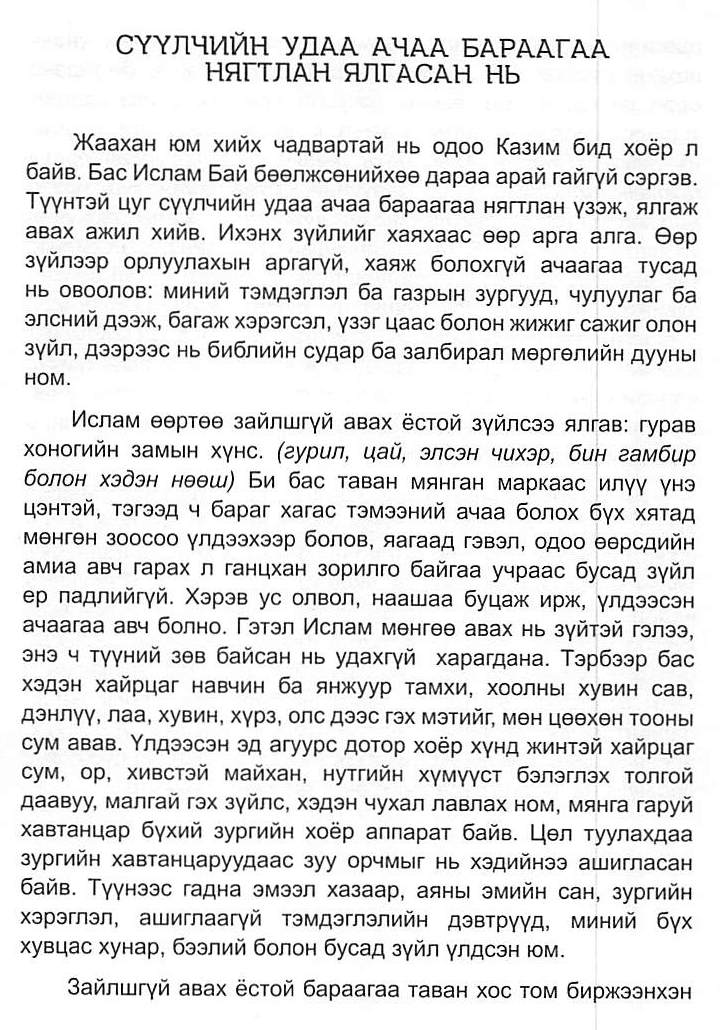 СҮҮЛЧИЙН УДАА АЧАА БАРААГАА
НЯГТЛАН ЯЛГАСАН НЬ
Жаахан юм хийх чадвартай нь одоо Казим бид хоёр л
байв. Бас Ислам Бай бөөлжсөнийхөө дараа арай гайгүй сэргэв.
Түүнтэй цуг сүүлчийн удаа ачаа бараагаа нягтлан үзэж, ялгаж
авах ажил хийв. Ихэнх зүйлийг хаяхаас өөр арга алга. Өөр
зүйлээр орлуулахын аргагүй, хаяж болохгүй ачаагаа тусад
нь овоолов: миний тэмдэглэл ба газрын зургууд, чулуулаг ба
элсний дээж, багаж хэрэгсэл, үзэг цаас болон жижиг сажиг олон
зүйл, дээрээс нь библийн судар ба залбирал мөргөлийн дууны
ном.
Ислам өөртөө зайлшгүй авах ёстой зүйлсээ ялгав: гурав
хоногийн замын хүнс. (гурил, цай, элсэн чихэр, бин гамбир
болон хэдэн нөөш) Би бас таван мянган маркаас илүү үнэ
цэнтэй, тэгээд ч бараг хагас тэмээний ачаа болох бүх хятад
мөнгөн зоосоо үлдээхээр болов, яагаад гэвэл, одоо өөрсдийн
амиа авч гарах л ганцхан зорилго байгаа учраас бусад зүйл
ер падлийгүй. Хэрэв ус олвол, наашаа буцаж ирж, үлдээсэн
ачаагаа авч болно. Гэтэл Ислам мөнгөө авах нь зүйтэй гэлээ,
энэ ч түүний зөв байсан нь удахгүй харагдана. Тэрбээр бас
хэдэн хайрцаг навчин ба янжуур тамхи, хоолны хувин сав,
дэнлүү, лаа, хувин, хүрз, олс дээс гэх мэтийг, мөн цөөхөн тооны
сум авав. Үлдээсэн эд агуурс дотор хоёр хүнд жинтэй хайрцаг
сум, ор, хивстэй майхан, нутгийн хүмүүст бэлэглэх толгой
даавуу, малгай гэх зүйлс, хэдэн чухал лавлах ном, мянга гаруй
хавтанцар бүхий зургийн хоёр аппарат байв. Цөл туулахдаа
зургийн хавтанцаруудаас зуу орчмыг нь хэдийнээ ашигласан
байв. Түүнээс гадна эмээл хазаар, аяны эмийн сан, зургийн
хэрэглэл, ашиглаагүй тэмдэглэлийн дэвтрүүд, миний бүх
хувцас хунар, бээлий болон бусад зүйл үлдсэн юм.
Зайлшгүй авах ёстой бараагаа таван хос том биржээнхэн